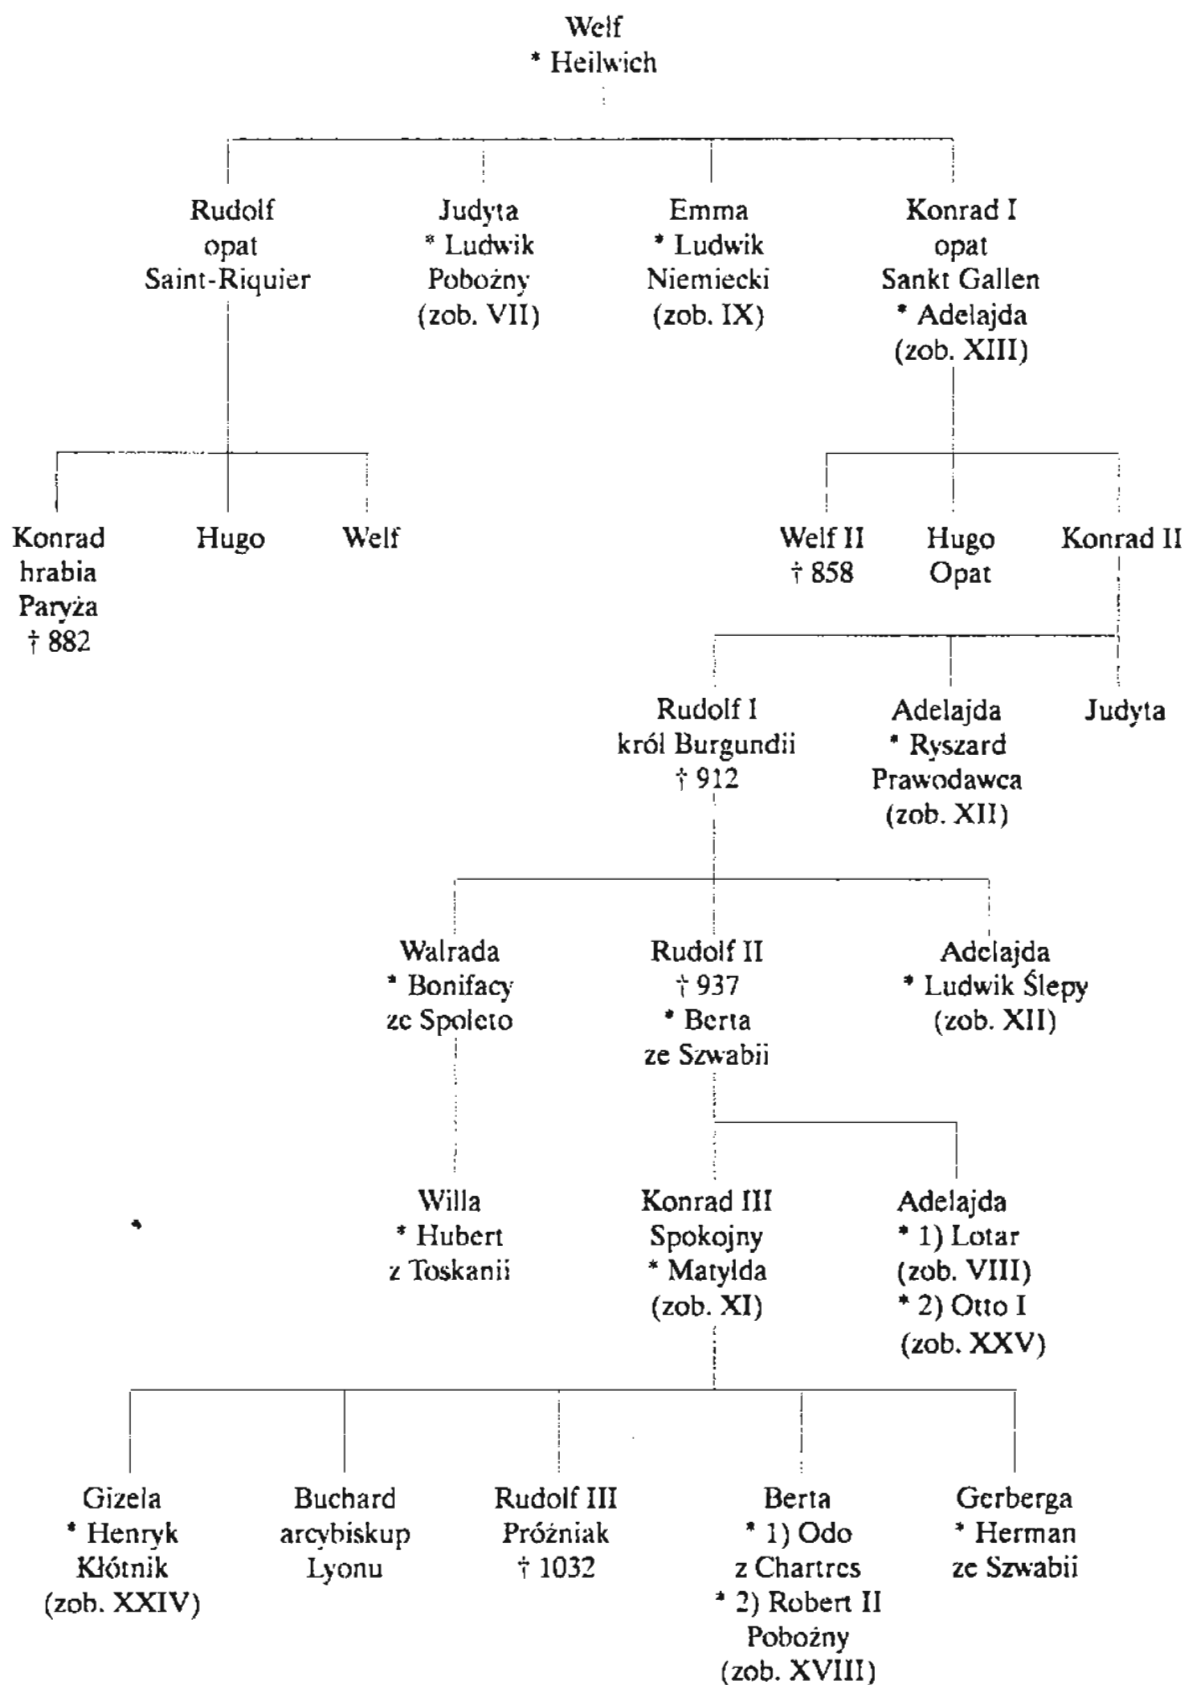 Welf
* Heilwich
Rudolf
opat
Saint-Riquier
Judyta
* Ludwik
Pobożny
(zob. VII)
Emma
* Ludwik
Niemiecki
(zob. IX)
Konrad I
opat
Sankt Gallen
* Adelajda
(zob. XIII)
Konrad
hrabia
Paryża
† 882
Hugo
Welf
Welf II
† 858
Hugo
Opat
Konrad II
Rudolf I
król Burgundii
† 912
Adelajda
* Ryszard
Prawodawca
(zob. XII)
Judyta
Walrada
* Bonifacy
ze Spoleto
Rudolf II
† 937
* Berta
ze Szwabii
Adelajda
* Ludwik Ślepy
(zob. XII)
Willa
* Hubert
z Toskanii
Konrad III
Spokojny
* Matylda
(zob. XI)
Adelajda
* 1) Lotar
(zob. VIII)
* 2) Otto I
(zob. XXV)
Gizela
* Henryk
Kłótnik
(zob. XXIV)
Buchard
arcybiskup
Lyonu
Rudolf III
Próżniak
† 1032
Berta
* 1) Odo
z Chartres
* 2) Robert II
Pobożny
(zob. XVIII)
Gerberga
* Herman
ze Szwabii